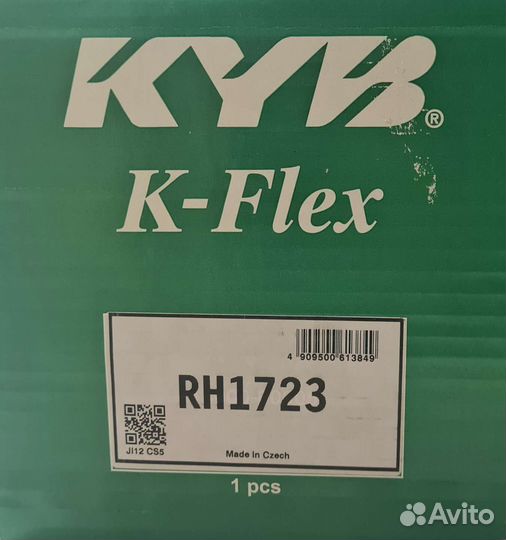 KYB®
K-Flex
4 909500 613849
RH1723
JI12 CS5
Made In Czech
1 pcs
Avito